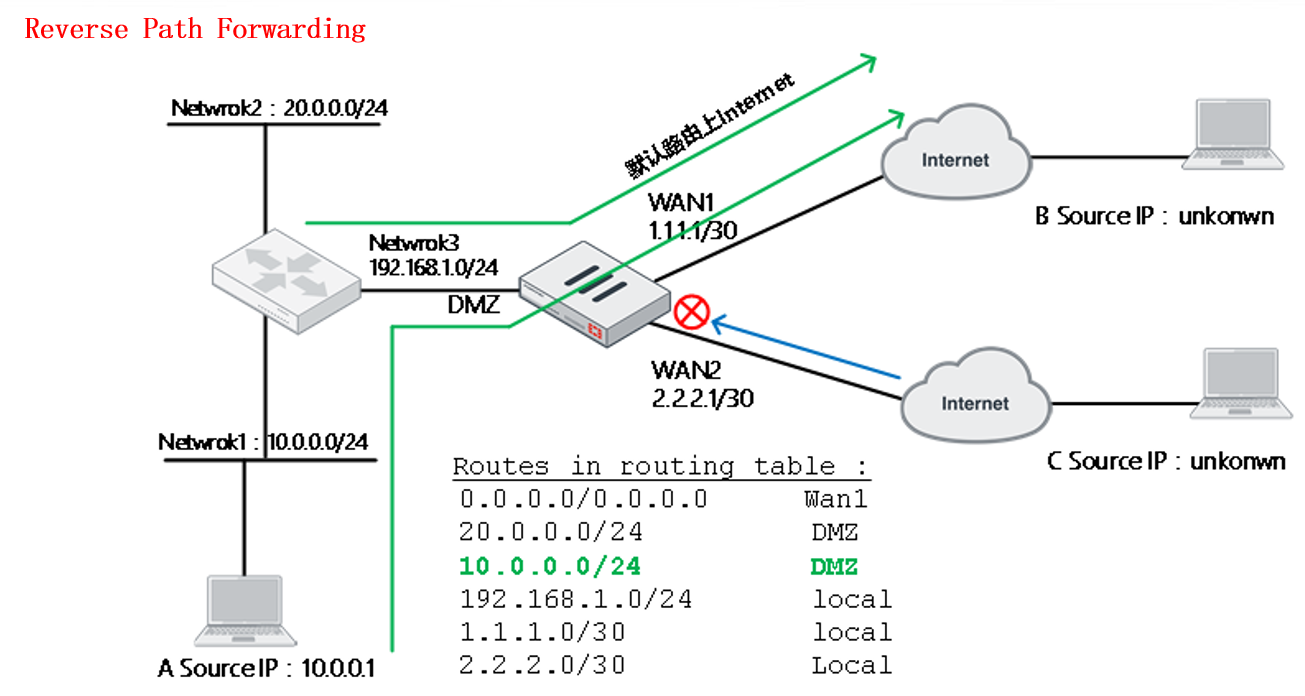 Reverse Path Forwarding
Netwrok2：20.0.0.0/24
默认路由上Internet
Internet
WAN1
1.1.1.1/30
B Source IP：unkonwn
Netwrok3
192.168.1.0/24
DMZ
WAN2
2.2.2.1/30
Internet
Netwrok1：10.0.0.0/24
C Source IP：unkonwn
Routes in routing table :
0.0.0.0/0.0.0.0 Wan1
20.0.0.0/24 DMZ
10.0.0.0/24 DMZ
192.168.1.0/24 local
1.1.1.0/30 local
2.2.2.0/30 Local
A Source IP：10.0.0.1